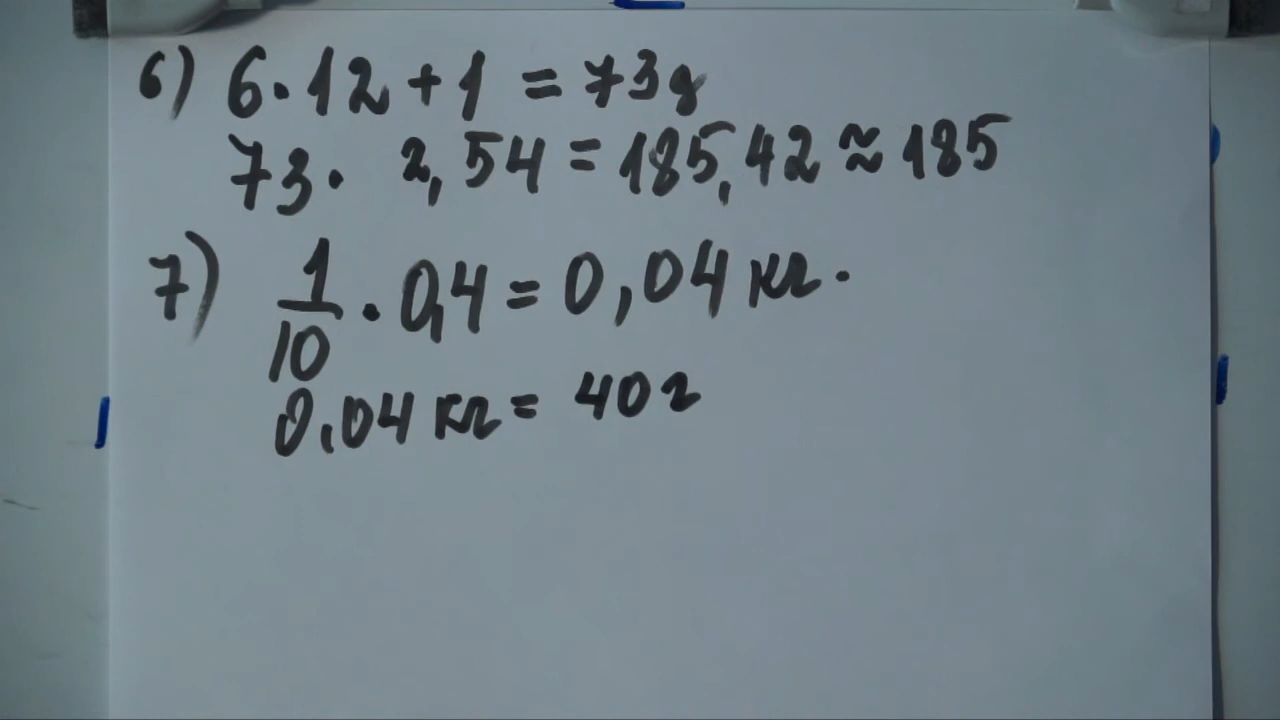 6) 6·12+1 = 73д
73· 2,54 = 185,42 ≈ 185
7) 1/10 · 0,4 = 0,04 кг.
0,04 кг = 40 г